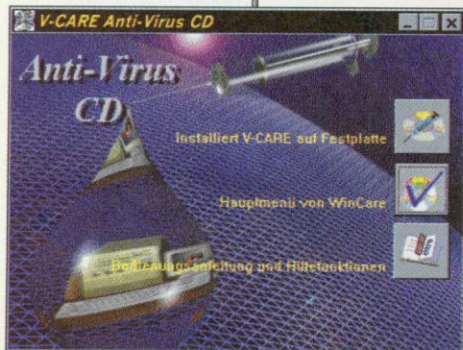 V-CARE Anti-Virus CD
Anti-Virus
CD
Installiert V-CARE auf Festplatte
Hauptmenü von WinCare
Bedienungsanleitung und Hilfefunktionen